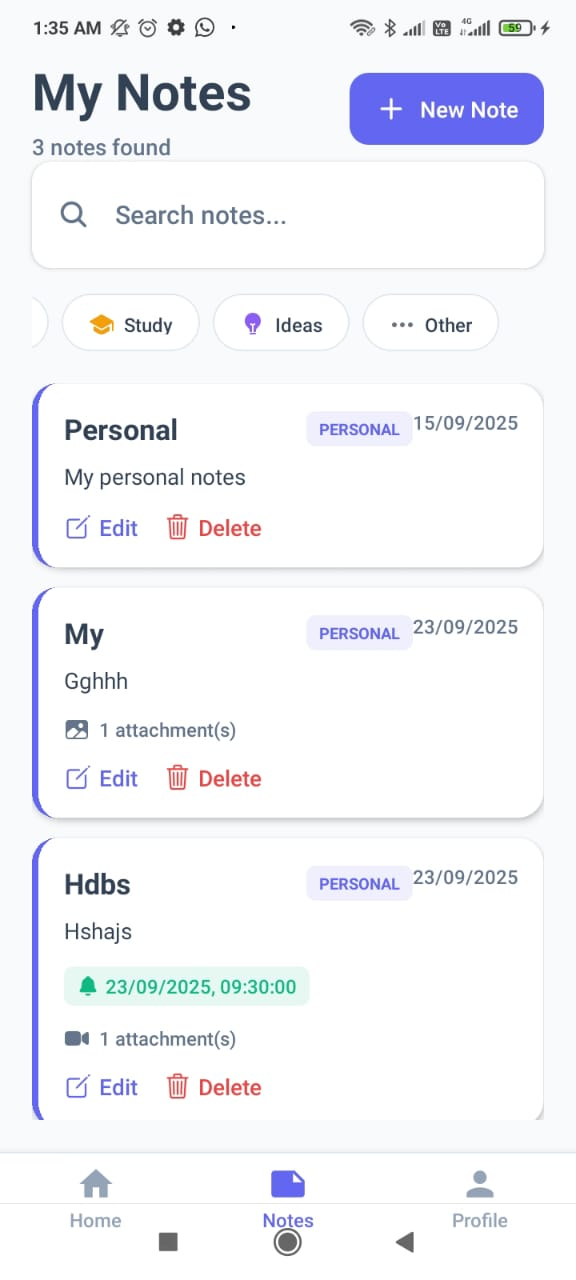 1:35 AM
VoLTE 4G 59
My Notes
+ New Note
3 notes found
Search notes...
Study Ideas ••• Other
Personal PERSONAL 15/09/2025
My personal notes
Edit Delete
My PERSONAL 23/09/2025
Gghhh
1 attachment(s)
Edit Delete
Hdbs PERSONAL 23/09/2025
Hshajs
23/09/2025, 09:30:00
1 attachment(s)
Edit Delete
Home Notes Profile